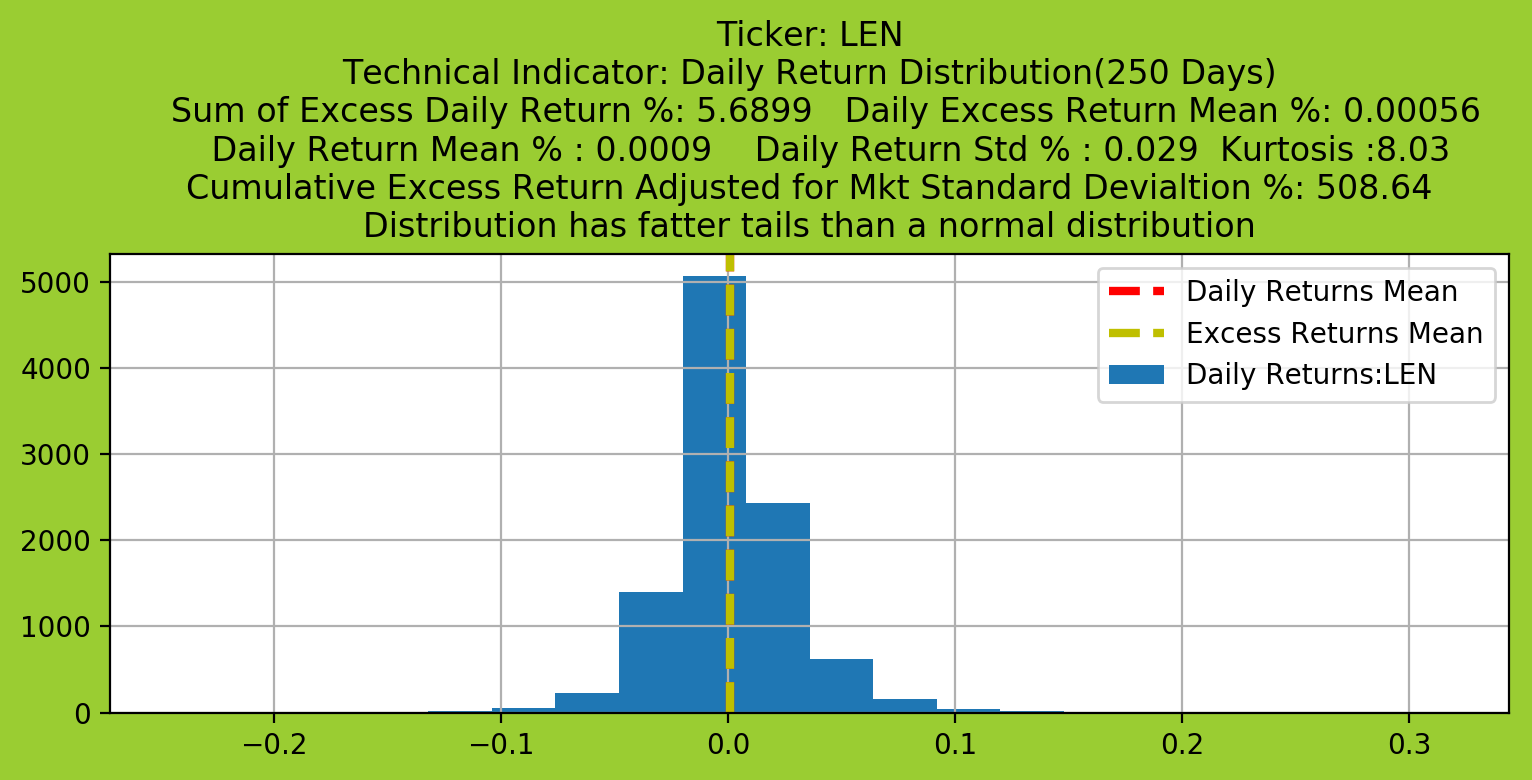 Ticker: LEN
Technical Indicator: Daily Return Distribution(250 Days)
Sum of Excess Daily Return %: 5.6899   Daily Excess Return Mean %: 0.00056
Daily Return Mean % : 0.0009    Daily Return Std % : 0.029  Kurtosis :8.03
Cumulative Excess Return Adjusted for Mkt Standard Devialtion %: 508.64
Distribution has fatter tails than a normal distribution
5000
4000
3000
2000
1000
0
Daily Returns Mean
Excess Returns Mean
Daily Returns:LEN
−0.2 −0.1 0.0 0.1 0.2 0.3